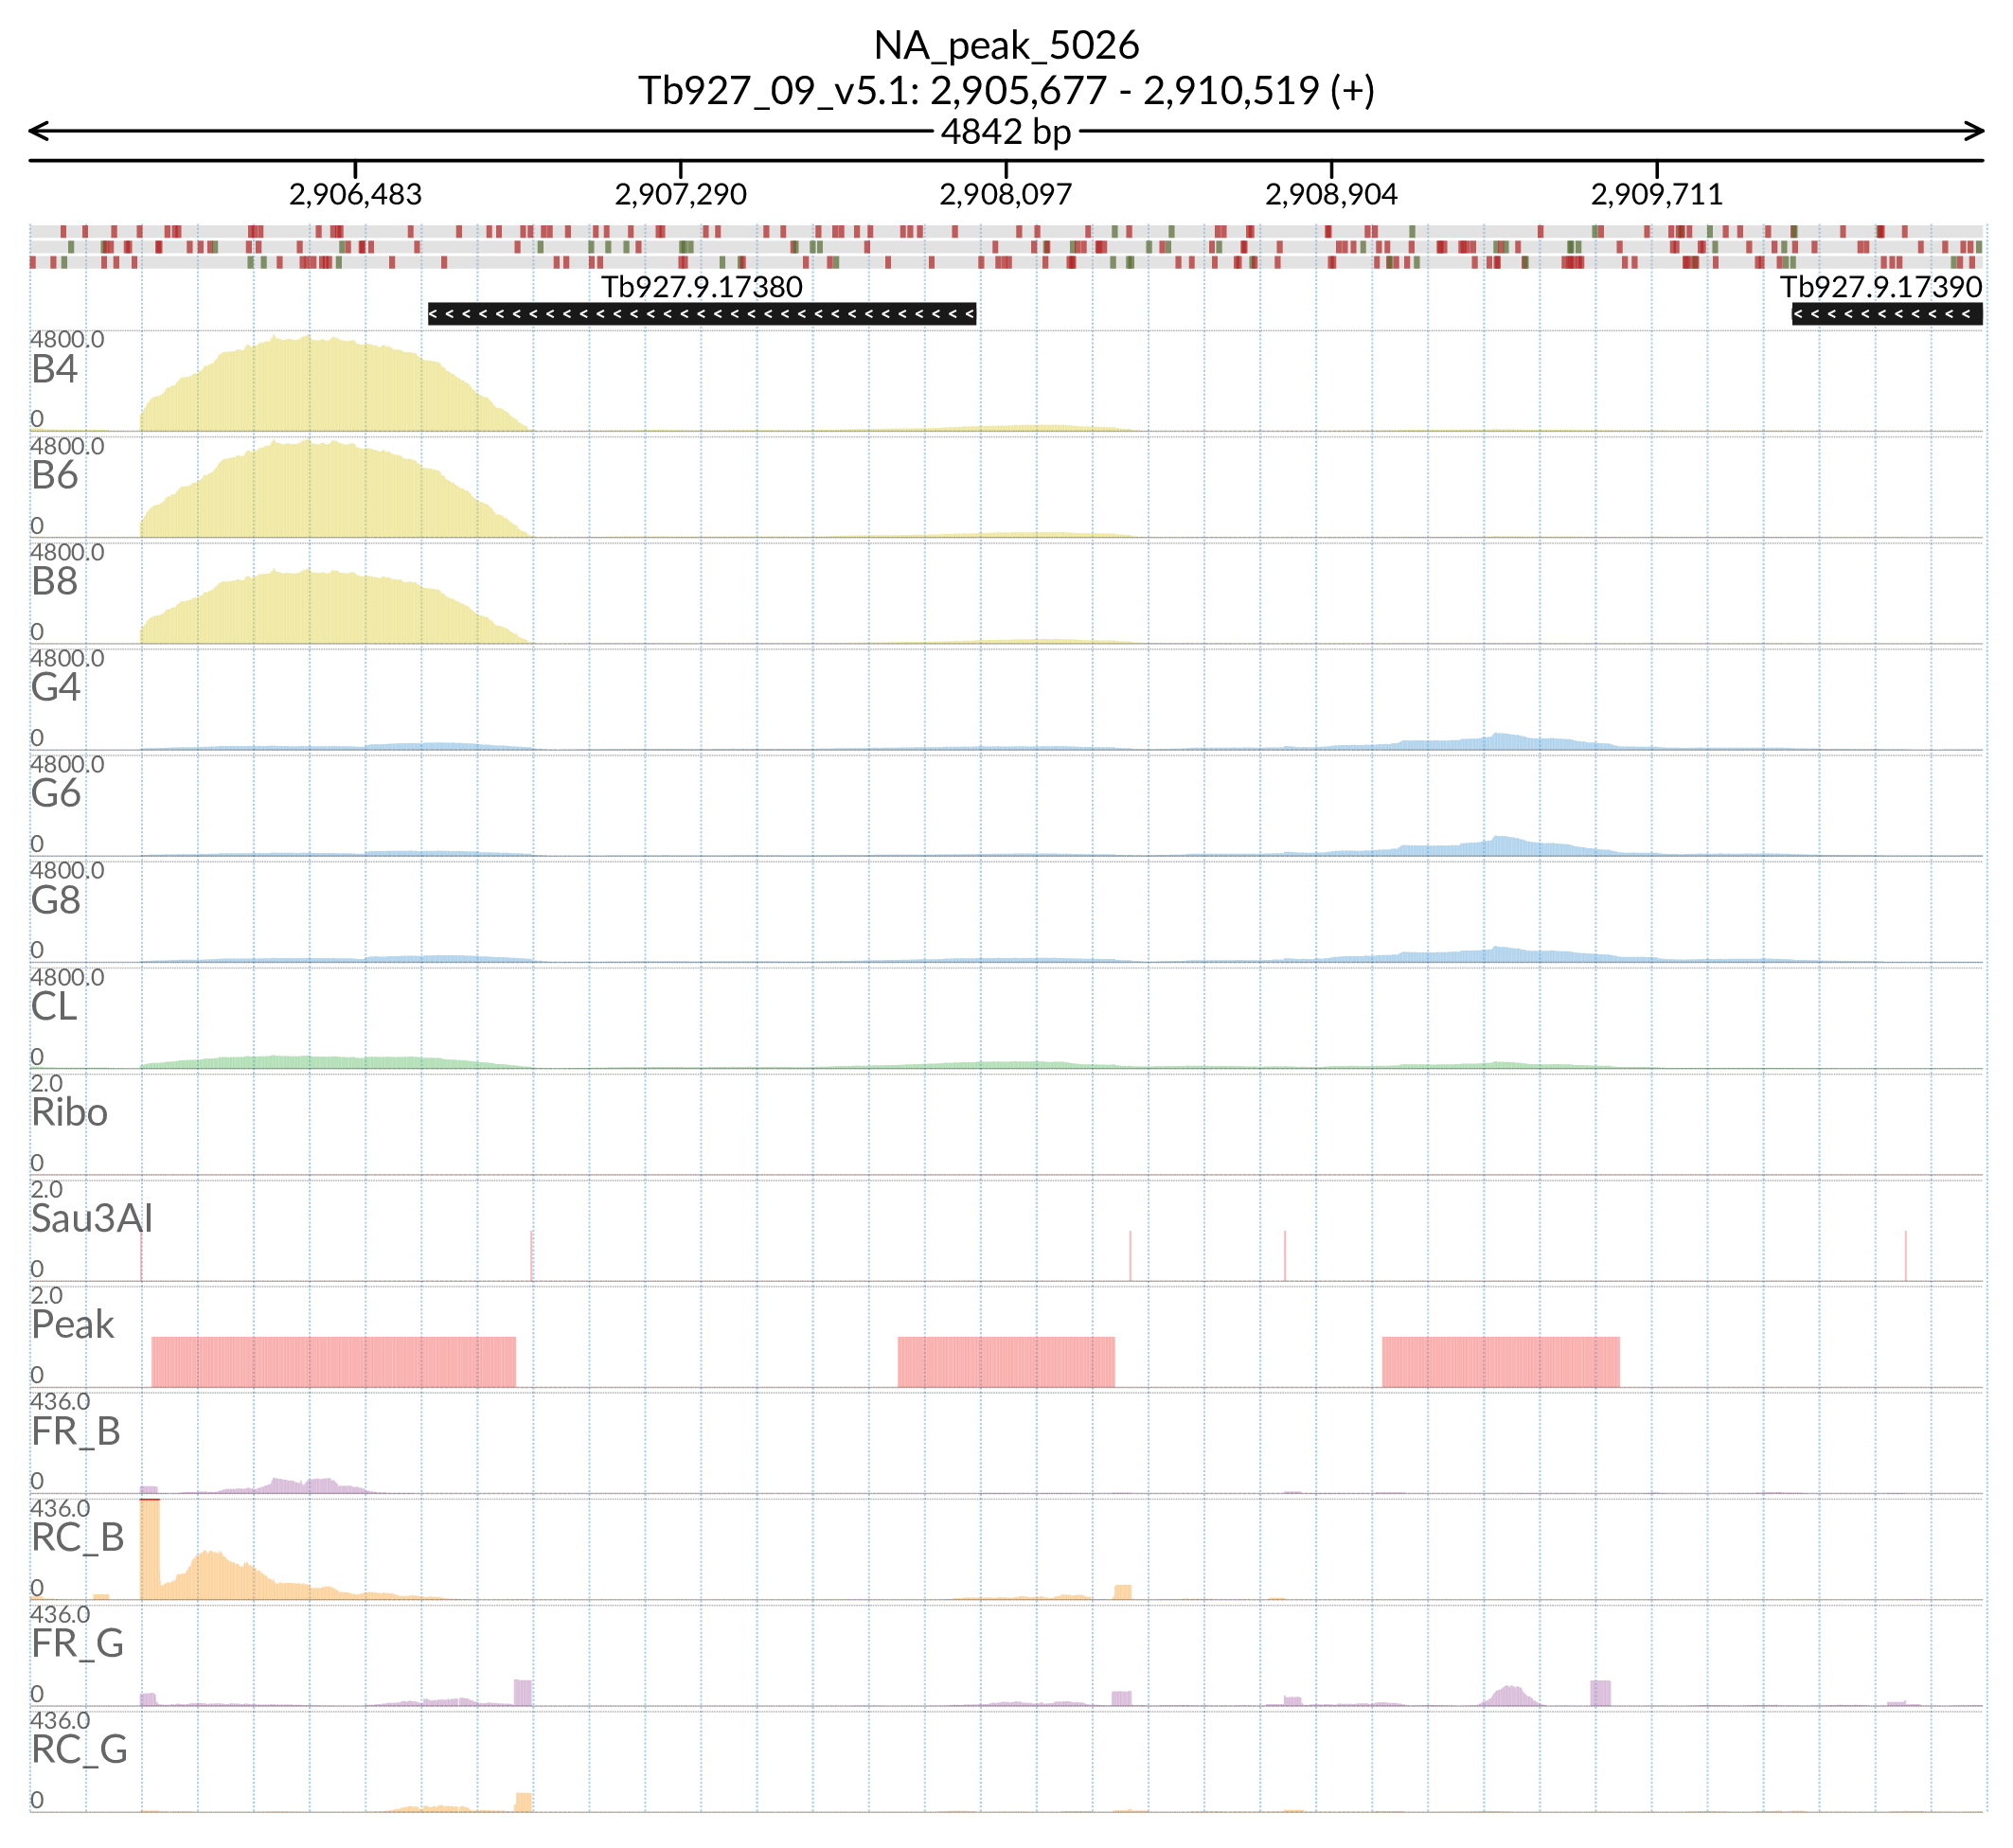 NA_peak_5026
Tb927_09_v5.1: 2,905,677 - 2,910,519 (+)
4842 bp
2,906,483 2,907,290 2,908,097 2,908,904 2,909,711
Tb927.9.17380 Tb927.9.17390
4800.0
B4
0
4800.0
B6
0
4800.0
B8
0
4800.0
G4
0
4800.0
G6
0
4800.0
G8
0
4800.0
CL
0
2.0
Ribo
0
2.0
Sau3AI
0
2.0
Peak
0
436.0
FR_B
0
436.0
RC_B
0
436.0
FR_G
0
436.0
RC_G
0